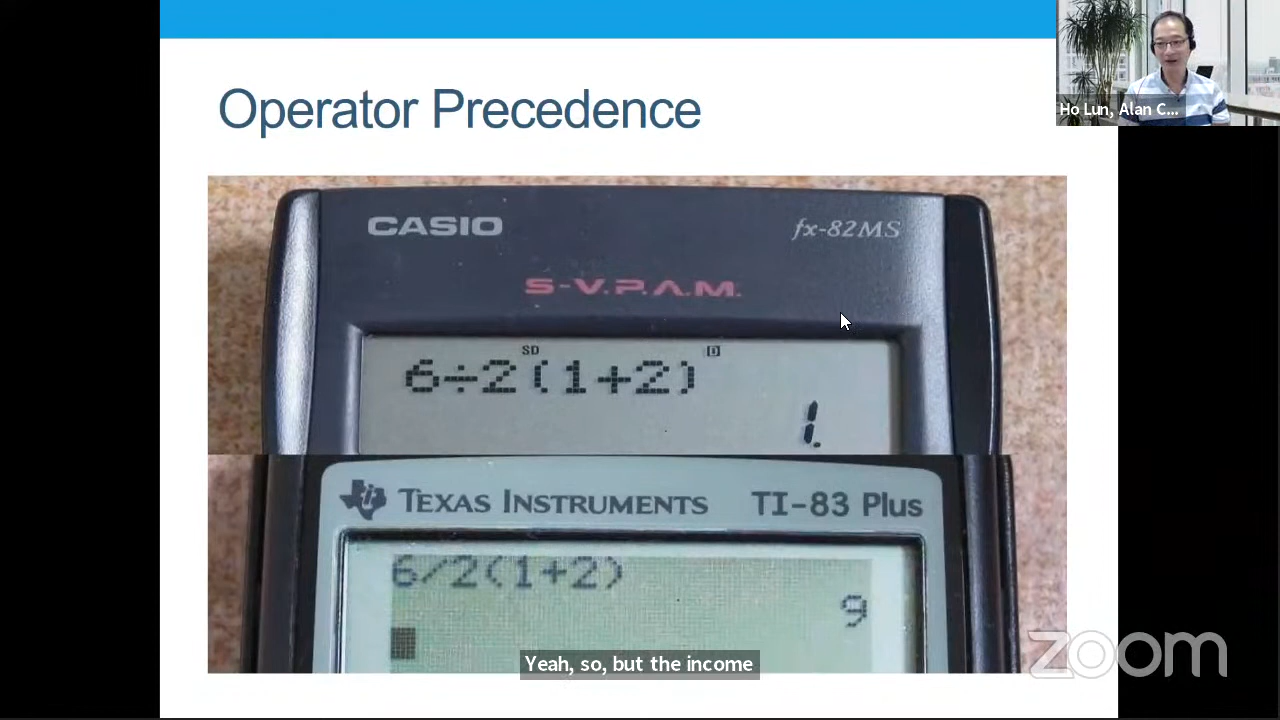 Operator Precedence
Ho Lun, Alan C...
CASIO
fx-82MS
S-V.P.A.M.
SD
D
6÷2(1+2)
1.
TEXAS INSTRUMENTS
TI-83 Plus
6/2(1+2)
9
Yeah, so, but the income
zoom